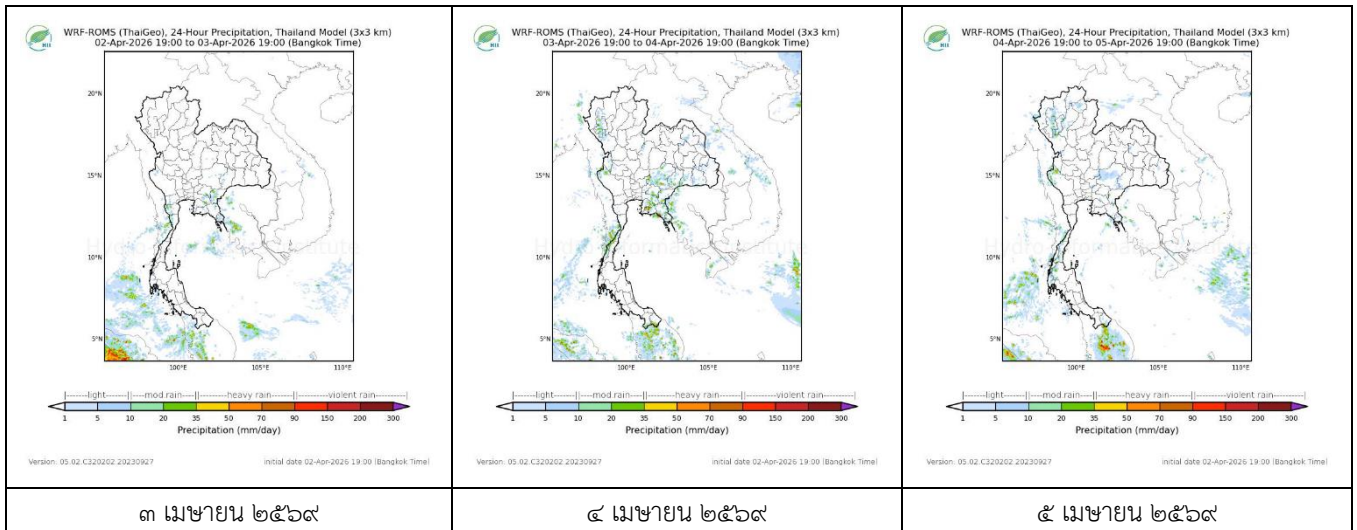 WRF-ROMS (ThaiGeo), 24-Hour Precipitation, Thailand Model (3x3 km)
02-Apr-2026 19:00 to 03-Apr-2026 19:00 (Bangkok Time)
HII
20°N
15°N
10°N
5°N
100°E 105°E 110°E
Hydro Informatics Institute
|------light------||---mod rain---||------heavy rain------||------violent rain------|
1 5 10 20 35 50 70 90 150 200 300
Precipitation (mm/day)
Version: 05.02.C320202.20230927 initial date 02-Apr-2026 19:00 (Bangkok Time)
๓ เมษายน ๒๕๖๙
WRF-ROMS (ThaiGeo), 24-Hour Precipitation, Thailand Model (3x3 km)
03-Apr-2026 19:00 to 04-Apr-2026 19:00 (Bangkok Time)
HII
20°N
15°N
10°N
5°N
100°E 105°E 110°E
Hydro Informatics Institute
|------light------||---mod rain---||------heavy rain------||------violent rain------|
1 5 10 20 35 50 70 90 150 200 300
Precipitation (mm/day)
Version: 05.02.C320202.20230927 initial date 02-Apr-2026 19:00 (Bangkok Time)
๔ เมษายน ๒๕๖๙
WRF-ROMS (ThaiGeo), 24-Hour Precipitation, Thailand Model (3x3 km)
04-Apr-2026 19:00 to 05-Apr-2026 19:00 (Bangkok Time)
HII
20°N
15°N
10°N
5°N
100°E 105°E 110°E
Hydro Informatics Institute
|------light------||---mod rain---||------heavy rain------||------violent rain------|
1 5 10 20 35 50 70 90 150 200 300
Precipitation (mm/day)
Version: 05.02.C320202.20230927 initial date 02-Apr-2026 19:00 (Bangkok Time)
๕ เมษายน ๒๕๖๙